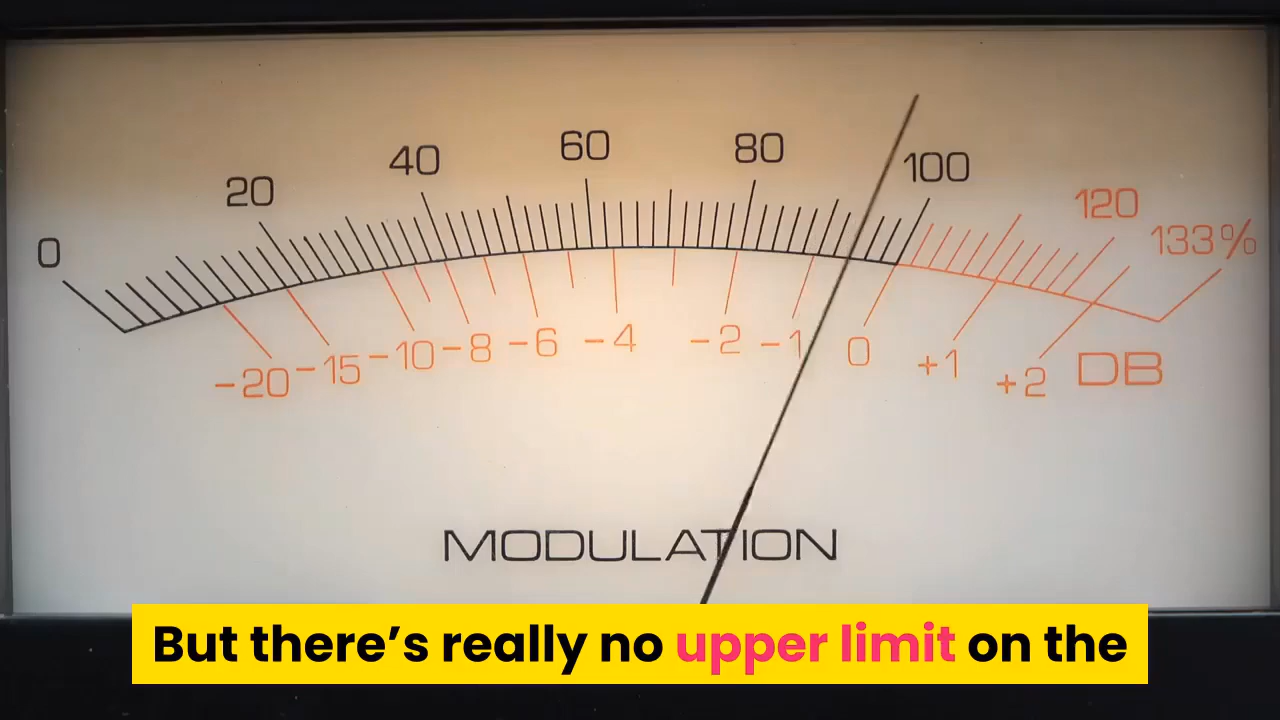 0 20 40 60 80 100 120 133%
-20 -15 -10 -8 -6 -4 -2 -1 0 +1 +2 DB
MODULATION
But there's really no upper limit on the